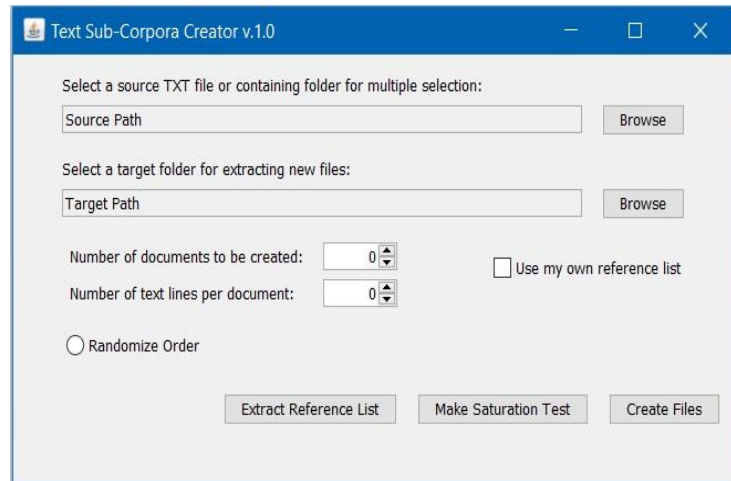 Text Sub-Corpora Creator v.1.0
Select a source TXT file or containing folder for multiple selection:
Source Path Browse
Select a target folder for extracting new files:
Target Path Browse
Number of documents to be created: 0
Use my own reference list
Number of text lines per document: 0
Randomize Order
Extract Reference List Make Saturation Test Create Files